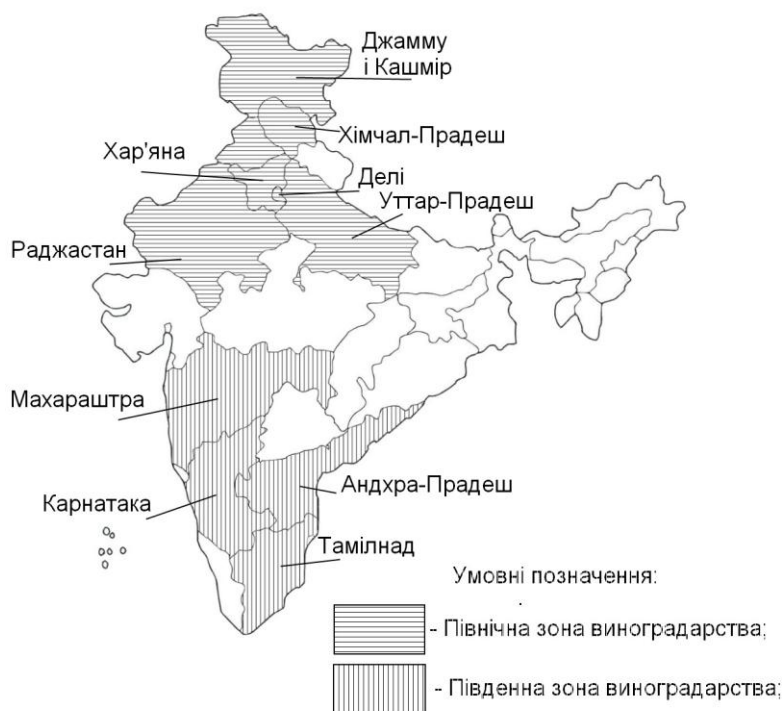 Джамму
і Кашмір
Хімчал-Прадеш
Хар'яна
Делі
Уттар-Прадеш
Раджастан
Махараштра
Андхра-Прадеш
Карнатака
Тамілнад
Умовні позначення:
- Північна зона виноградарства;
- Південна зона виноградарства;